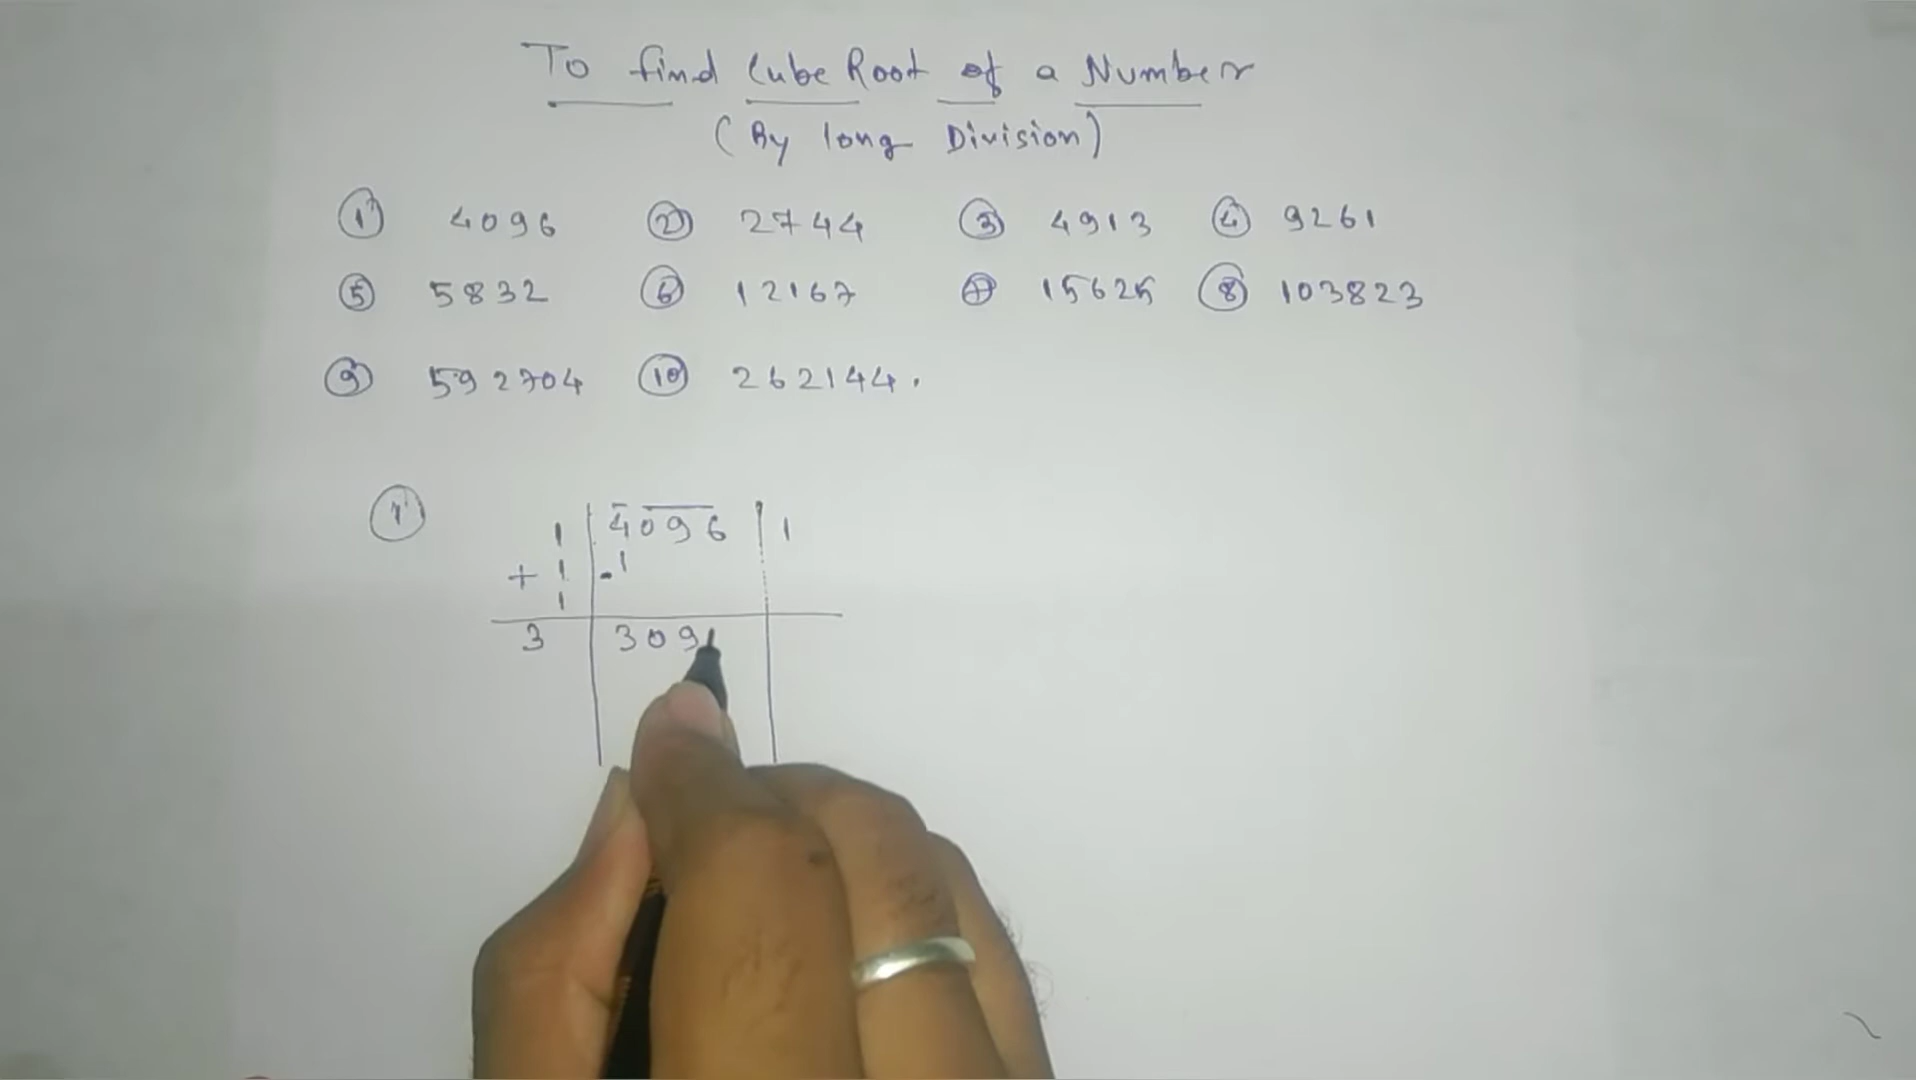 To find Cube Root of a Number
(By long Division)
① 4096 ② 2744 ③ 4913 ④ 9261
⑤ 5832 ⑥ 12167 ⑦ 15625 ⑧ 103823
⑨ 592704 ⑩ 262144.
① 1 4096 1
+ 1 -1
1
3 309